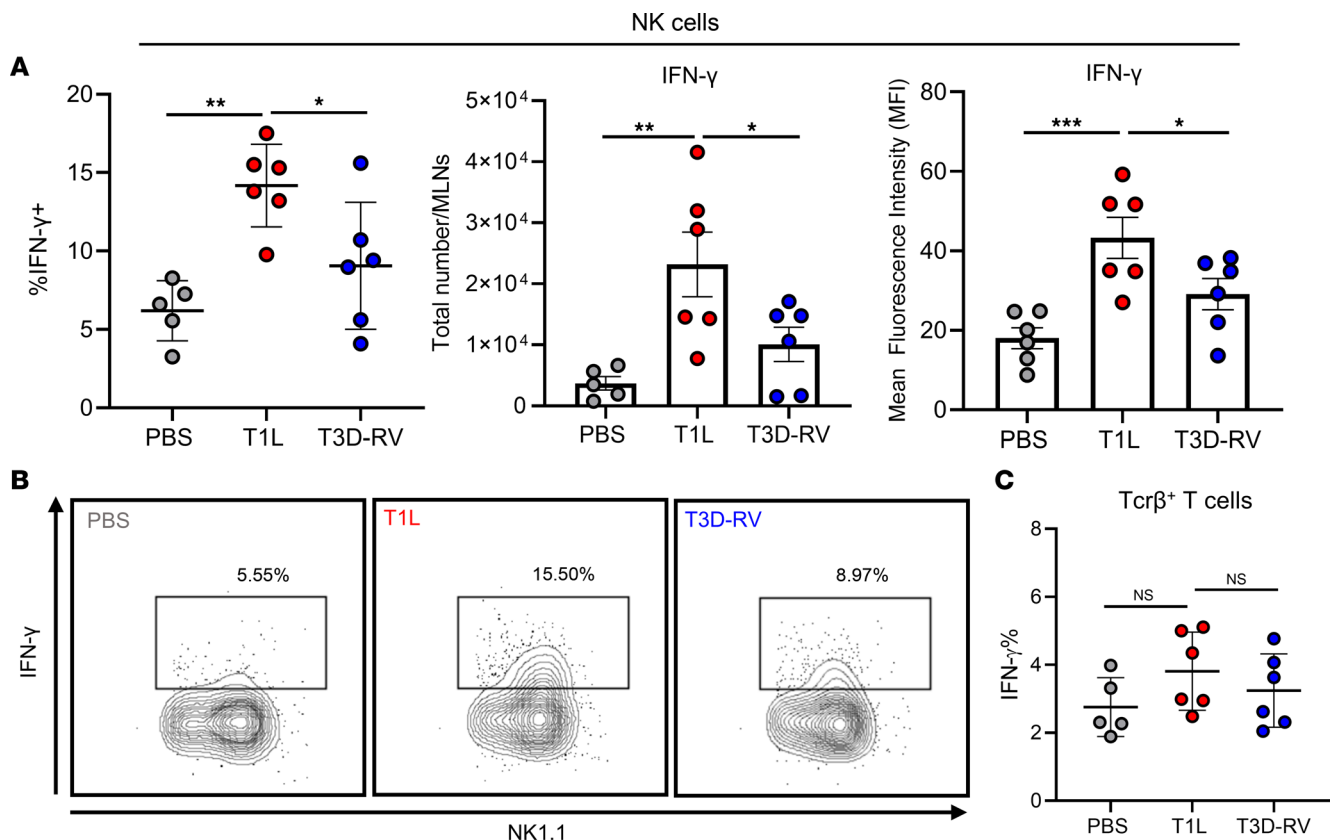 NK cells
A
%IFN-γ+
20
15
10
5
0
** *
PBS T1L T3D-RV
IFN-γ
Total number/MLNs
5×10⁴
4×10⁴
3×10⁴
2×10⁴
1×10⁴
0
** *
PBS T1L T3D-RV
IFN-γ
Mean Fluorescence Intensity (MFI)
80
60
40
20
0
*** *
PBS T1L T3D-RV
B
IFN-γ
PBS
5.55%
T1L
15.50%
T3D-RV
8.97%
NK1.1
C
Tcrβ⁺ T cells
IFN-γ%
8
6
4
2
0
NS NS
PBS T1L T3D-RV